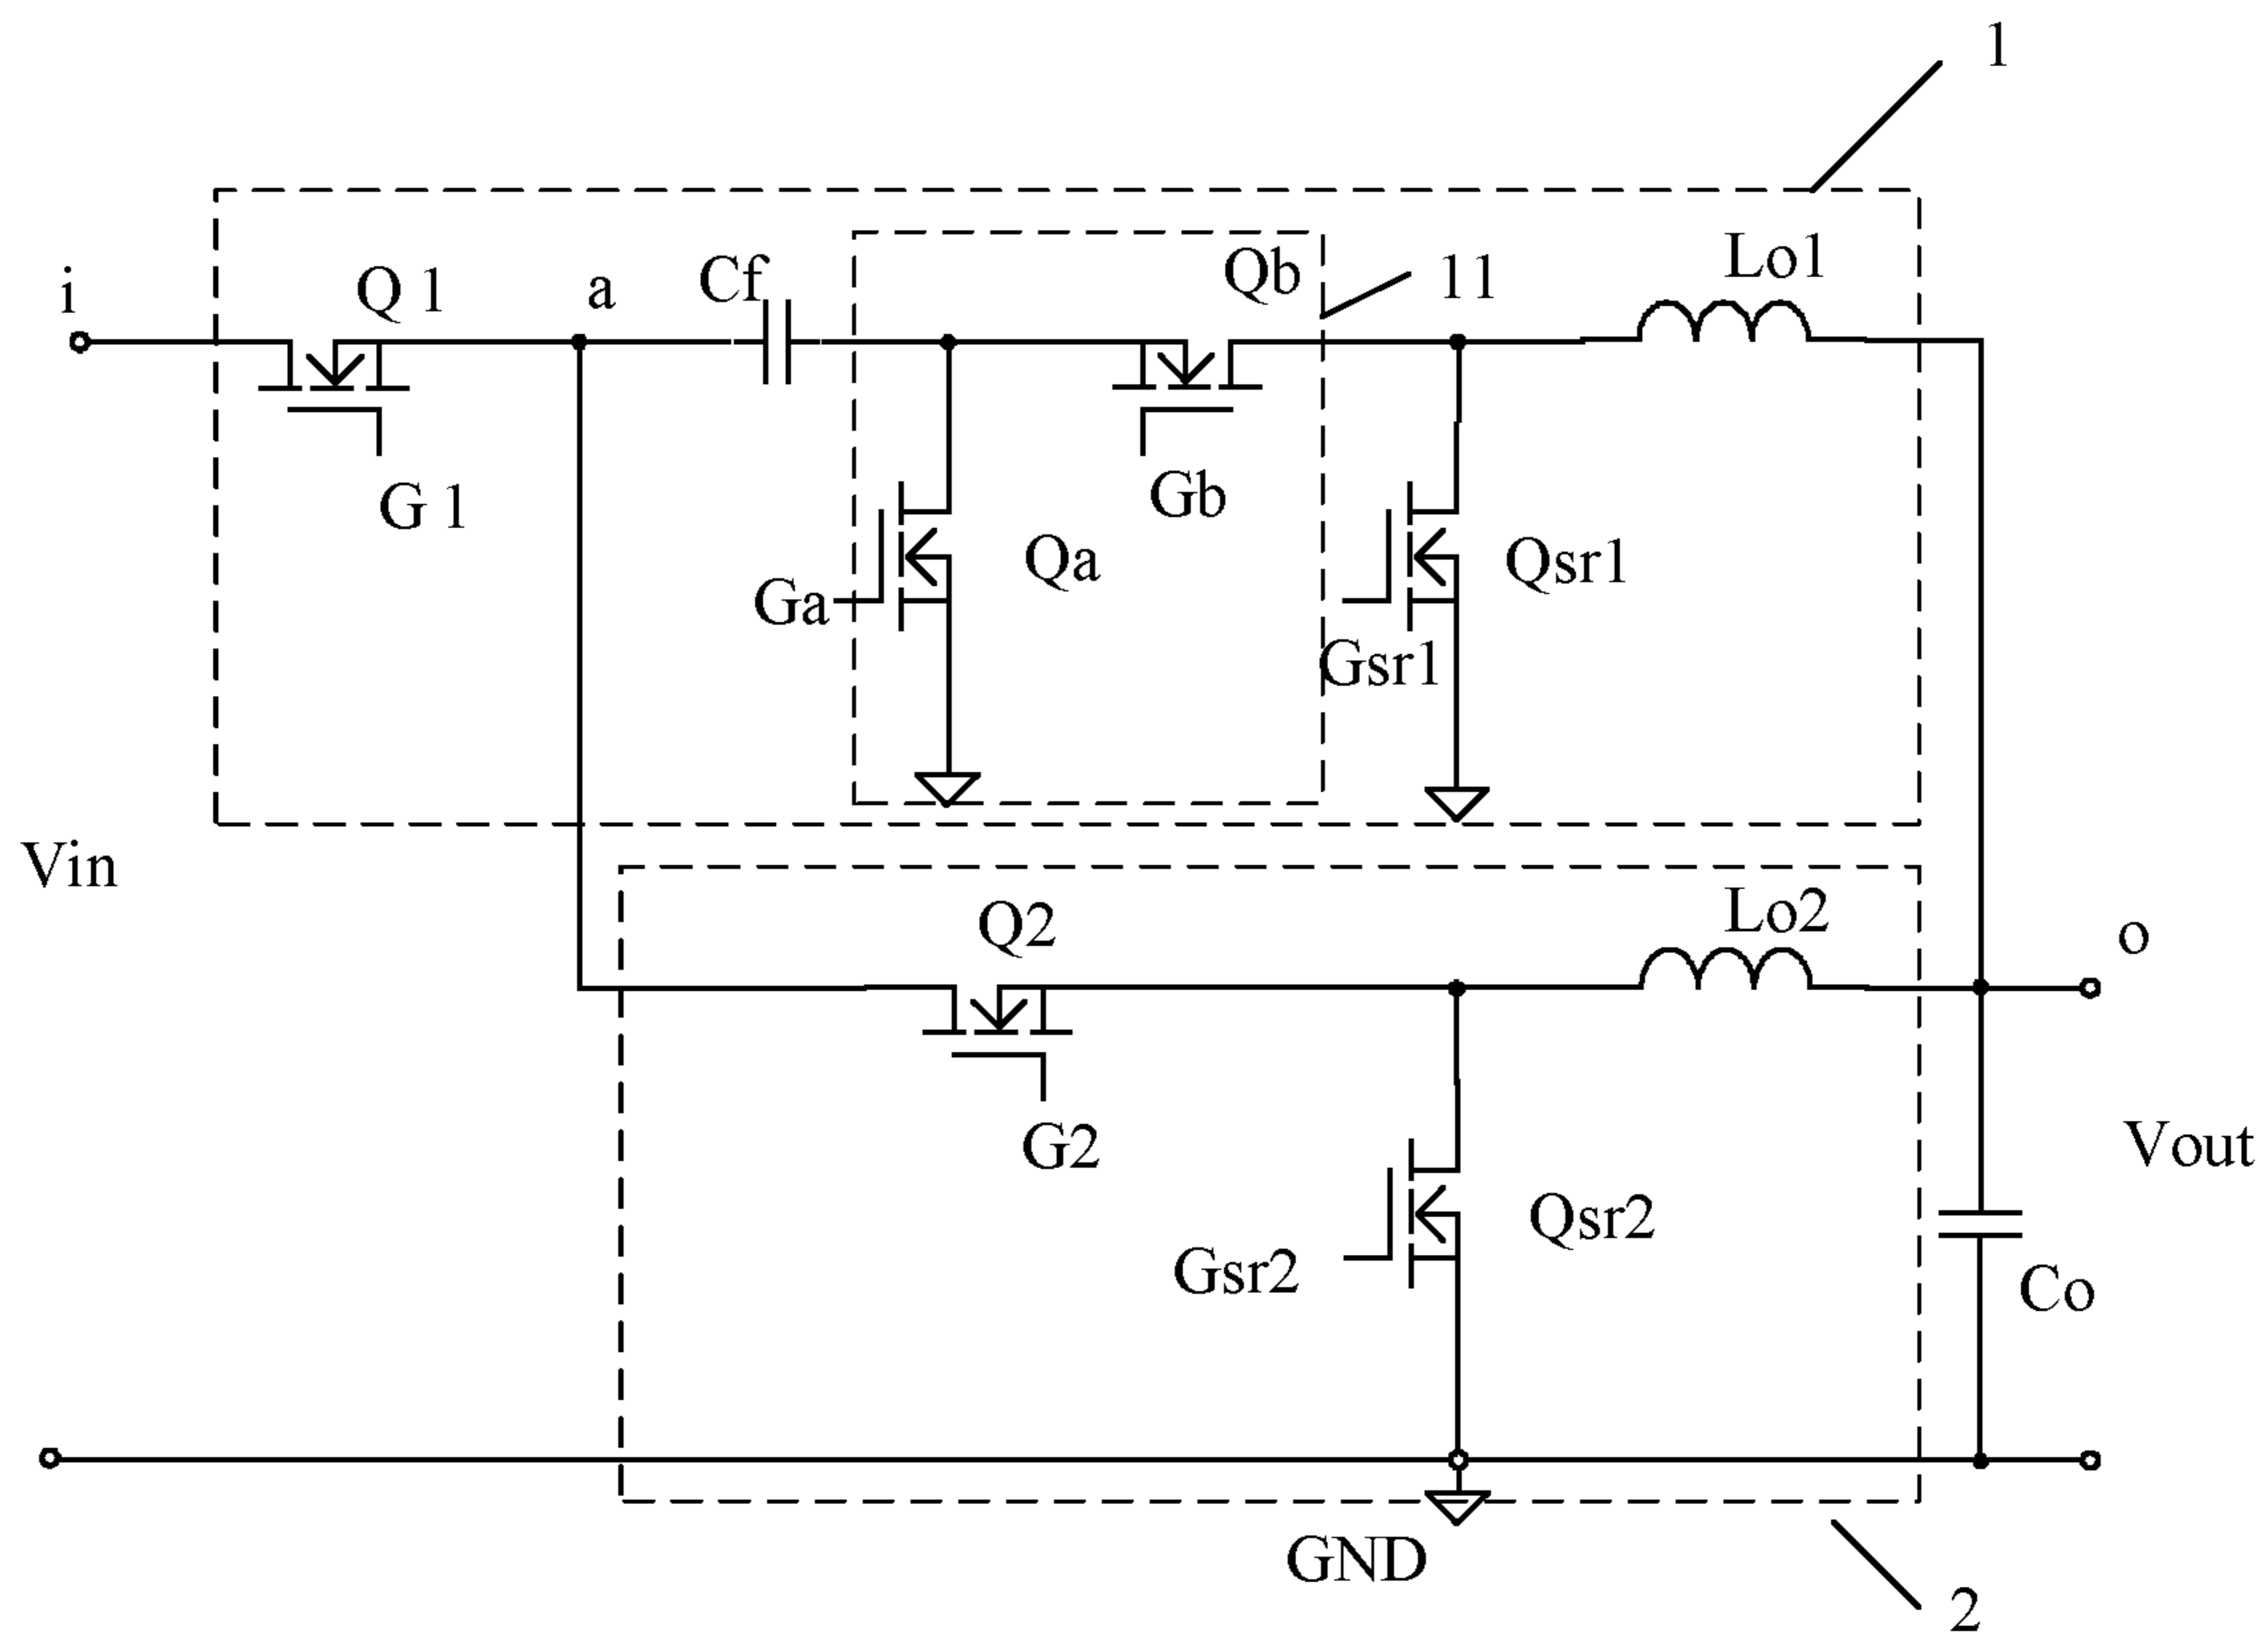 1
i
Q 1
a
Cf
Qb
11
Lo1
G 1
Gb
Qa
Qsr1
Ga
Gsr1
Vin
Q2
Lo2
o
G2
Vout
Qsr2
Gsr2
Co
GND
2